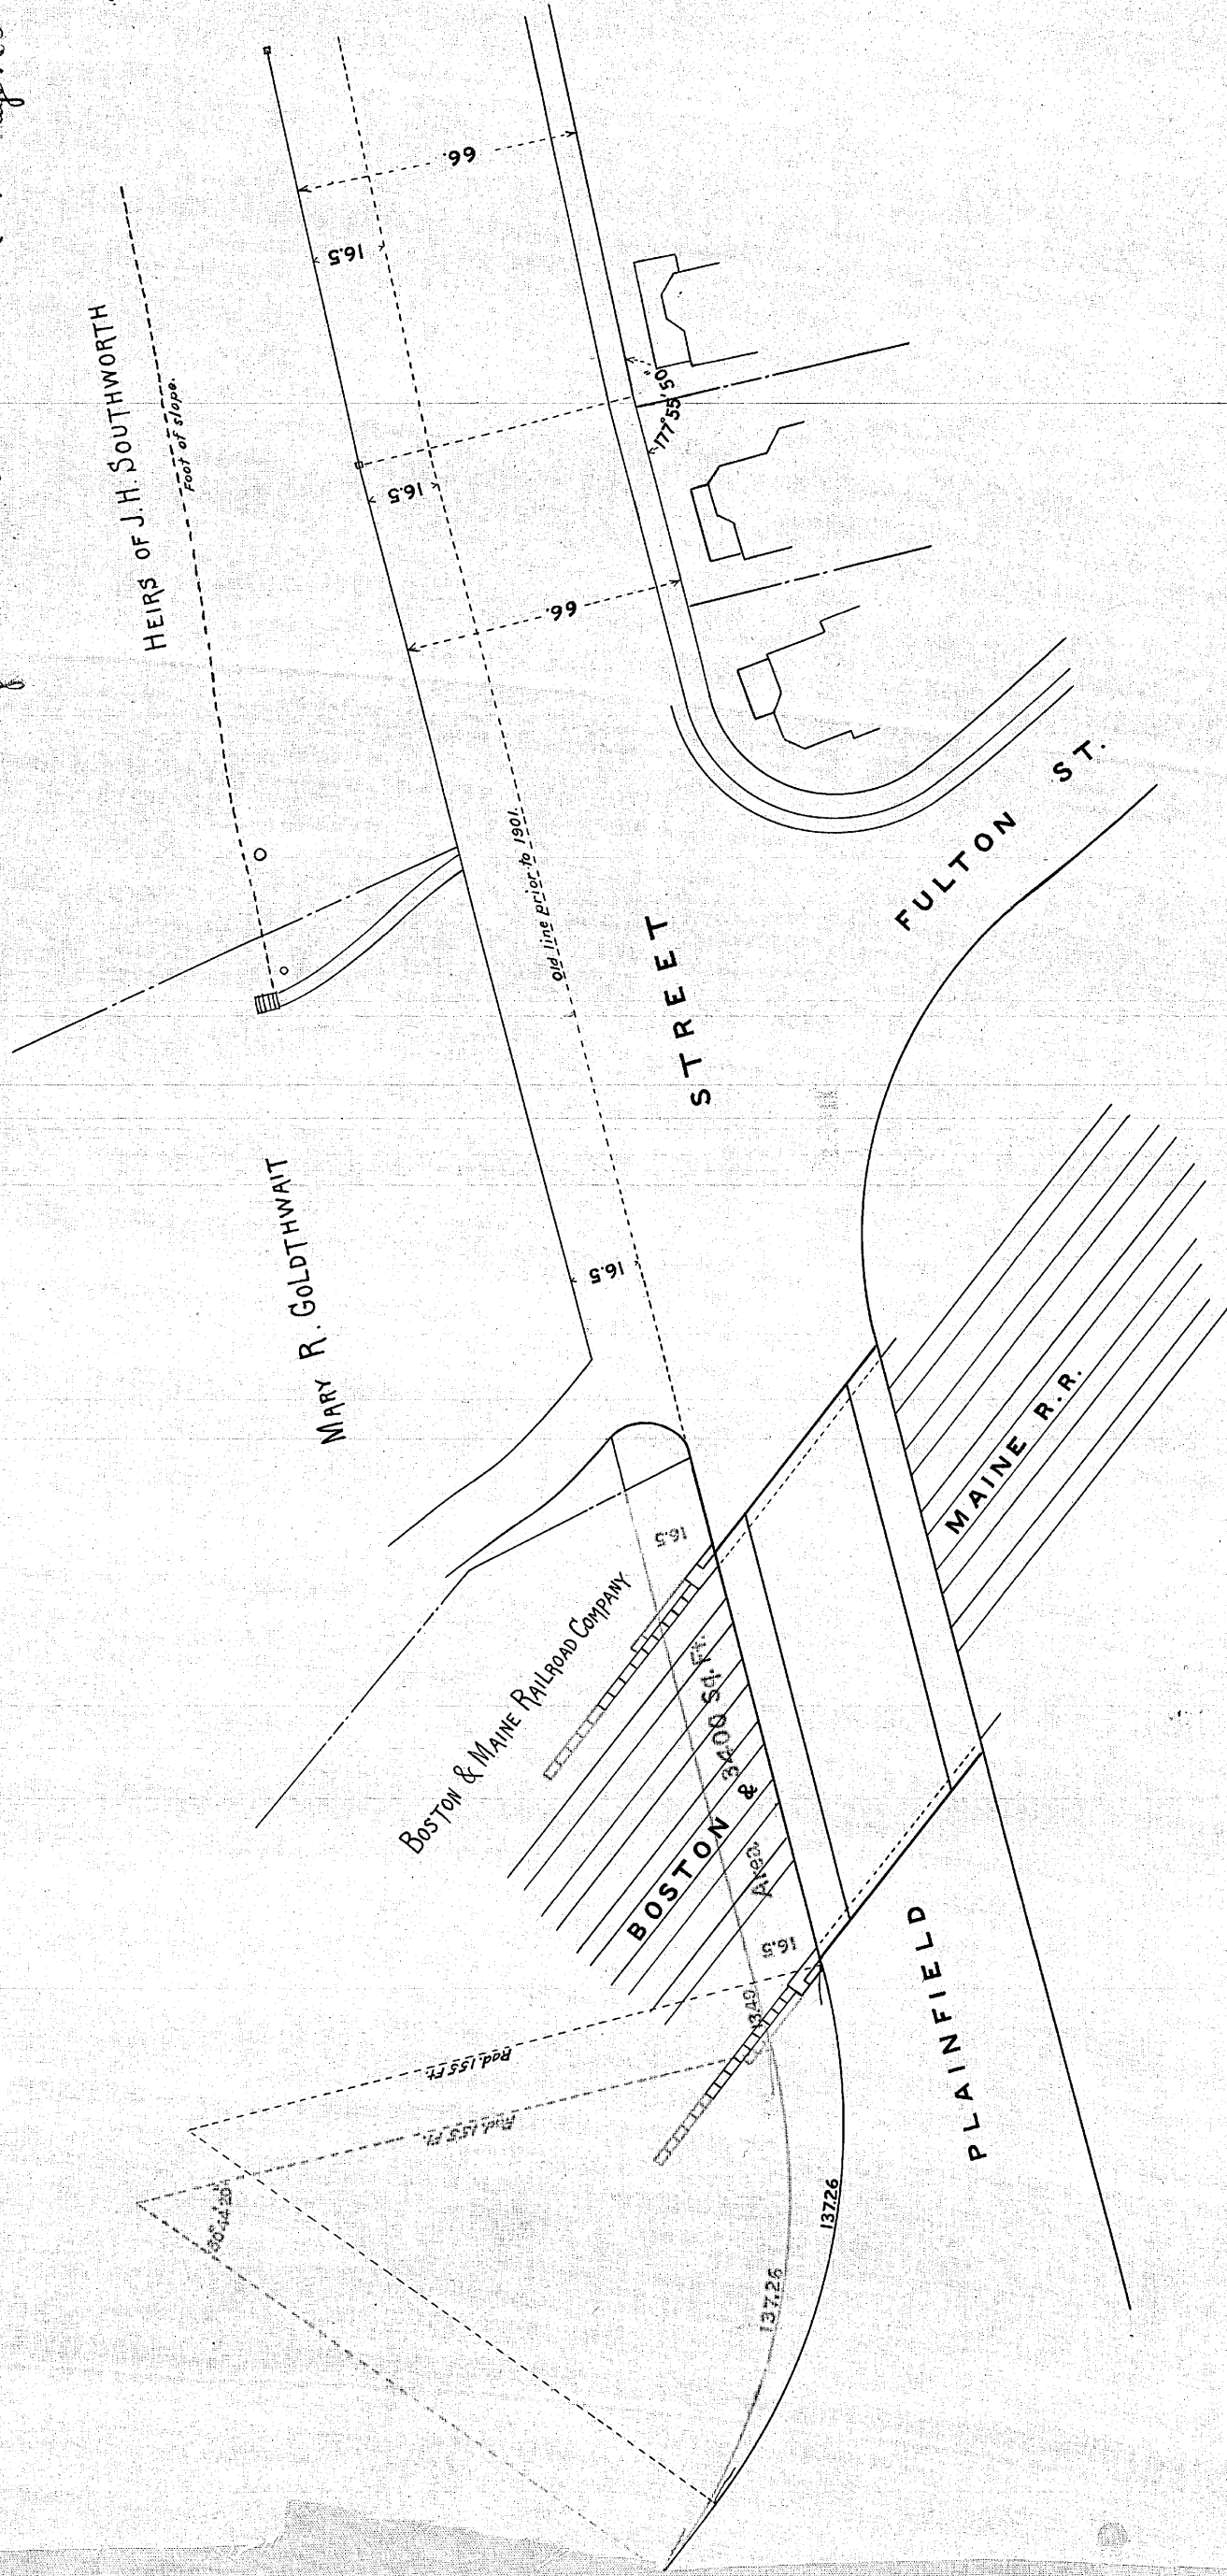 66.
16.5
HEIRS OF J.H. SOUTHWORTH
Foot of slope.
177°55'50"
16.5
66.
Old line prior to 1901.
FULTON ST.
STREET
MARY R. GOLDTHWAIT
16.5
MAINE R.R.
16.5
BOSTON & MAINE RAILROAD COMPANY
Area. 3400 Sq. Ft.
BOSTON &
16.5
13.49
PLAINFIELD
Rad. 155 Ft.
Rad. 155 Ft.
50°44'20"
137.26
137.26